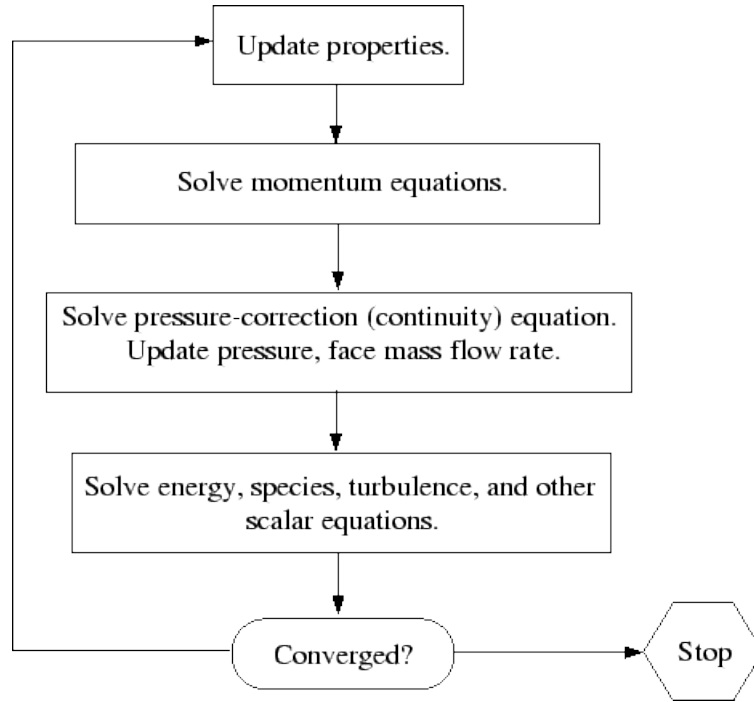 Update properties.
Solve momentum equations.
Solve pressure-correction (continuity) equation.
Update pressure, face mass flow rate.
Solve energy, species, turbulence, and other
scalar equations.
Converged?
Stop